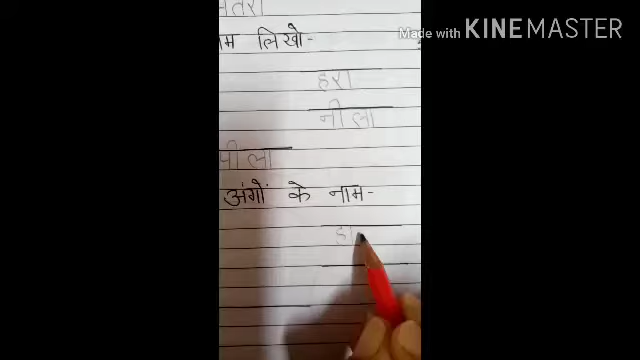 Made with KINEMASTER
लिखो-
हरा
नीला
पीला
अंगों के नाम-